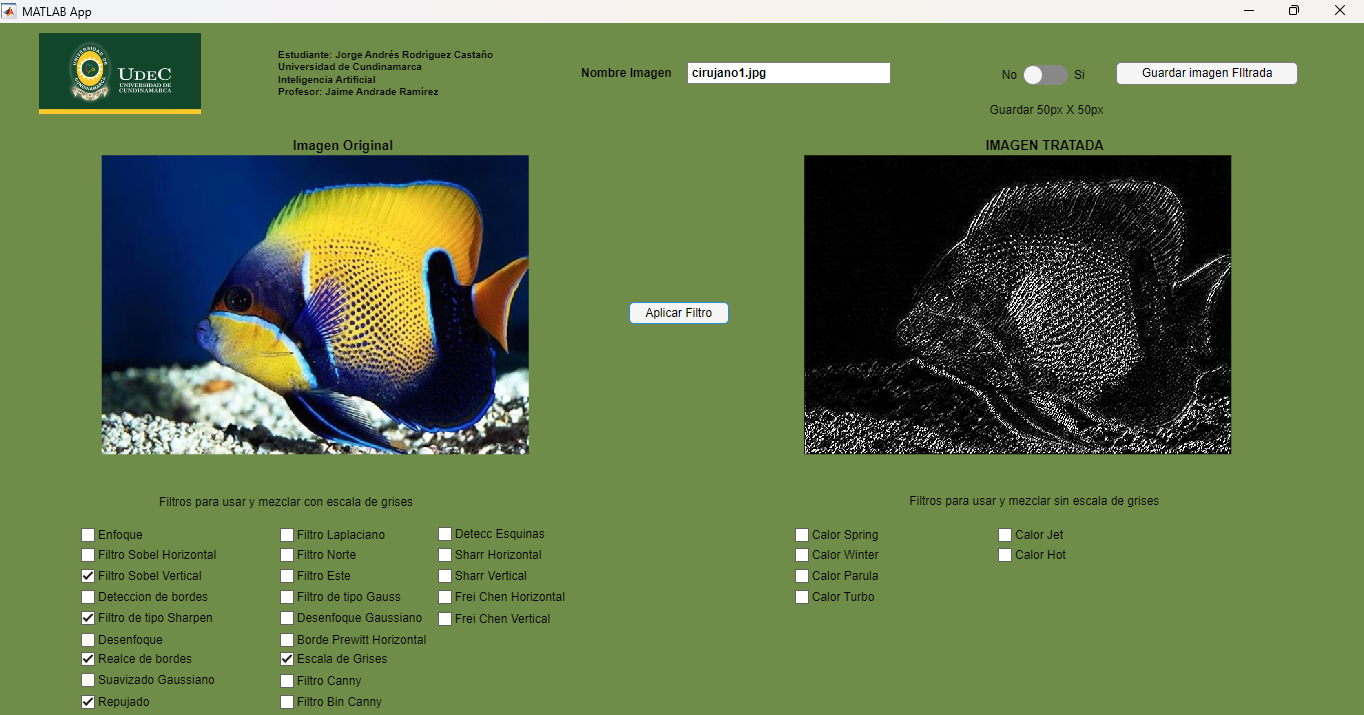 MATLAB App
UNIVERSIDAD DE
CUNDINAMARCA
UDEC
UNIVERSIDAD DE
CUNDINAMARCA
Estudiante: Jorge Andrés Rodríguez Castaño
Universidad de Cundinamarca
Inteligencia Artificial
Profesor: Jaime Andrade Ramírez
Nombre Imagen
cirujano1.jpg
No
Si
Guardar imagen FIltrada
Guardar 50px X 50px
Imagen Original
IMAGEN TRATADA
Aplicar Filtro
Filtros para usar y mezclar con escala de grises
Enfoque
Filtro Sobel Horizontal
Filtro Sobel Vertical
Deteccion de bordes
Filtro de tipo Sharpen
Desenfoque
Realce de bordes
Suavizado Gaussiano
Repujado
Filtro Laplaciano
Filtro Norte
Filtro Este
Filtro de tipo Gauss
Desenfoque Gaussiano
Borde Prewitt Horizontal
Escala de Grises
Filtro Canny
Filtro Bin Canny
Detecc Esquinas
Sharr Horizontal
Sharr Vertical
Frei Chen Horizontal
Frei Chen Vertical
Filtros para usar y mezclar sin escala de grises
Calor Spring
Calor Winter
Calor Parula
Calor Turbo
Calor Jet
Calor Hot